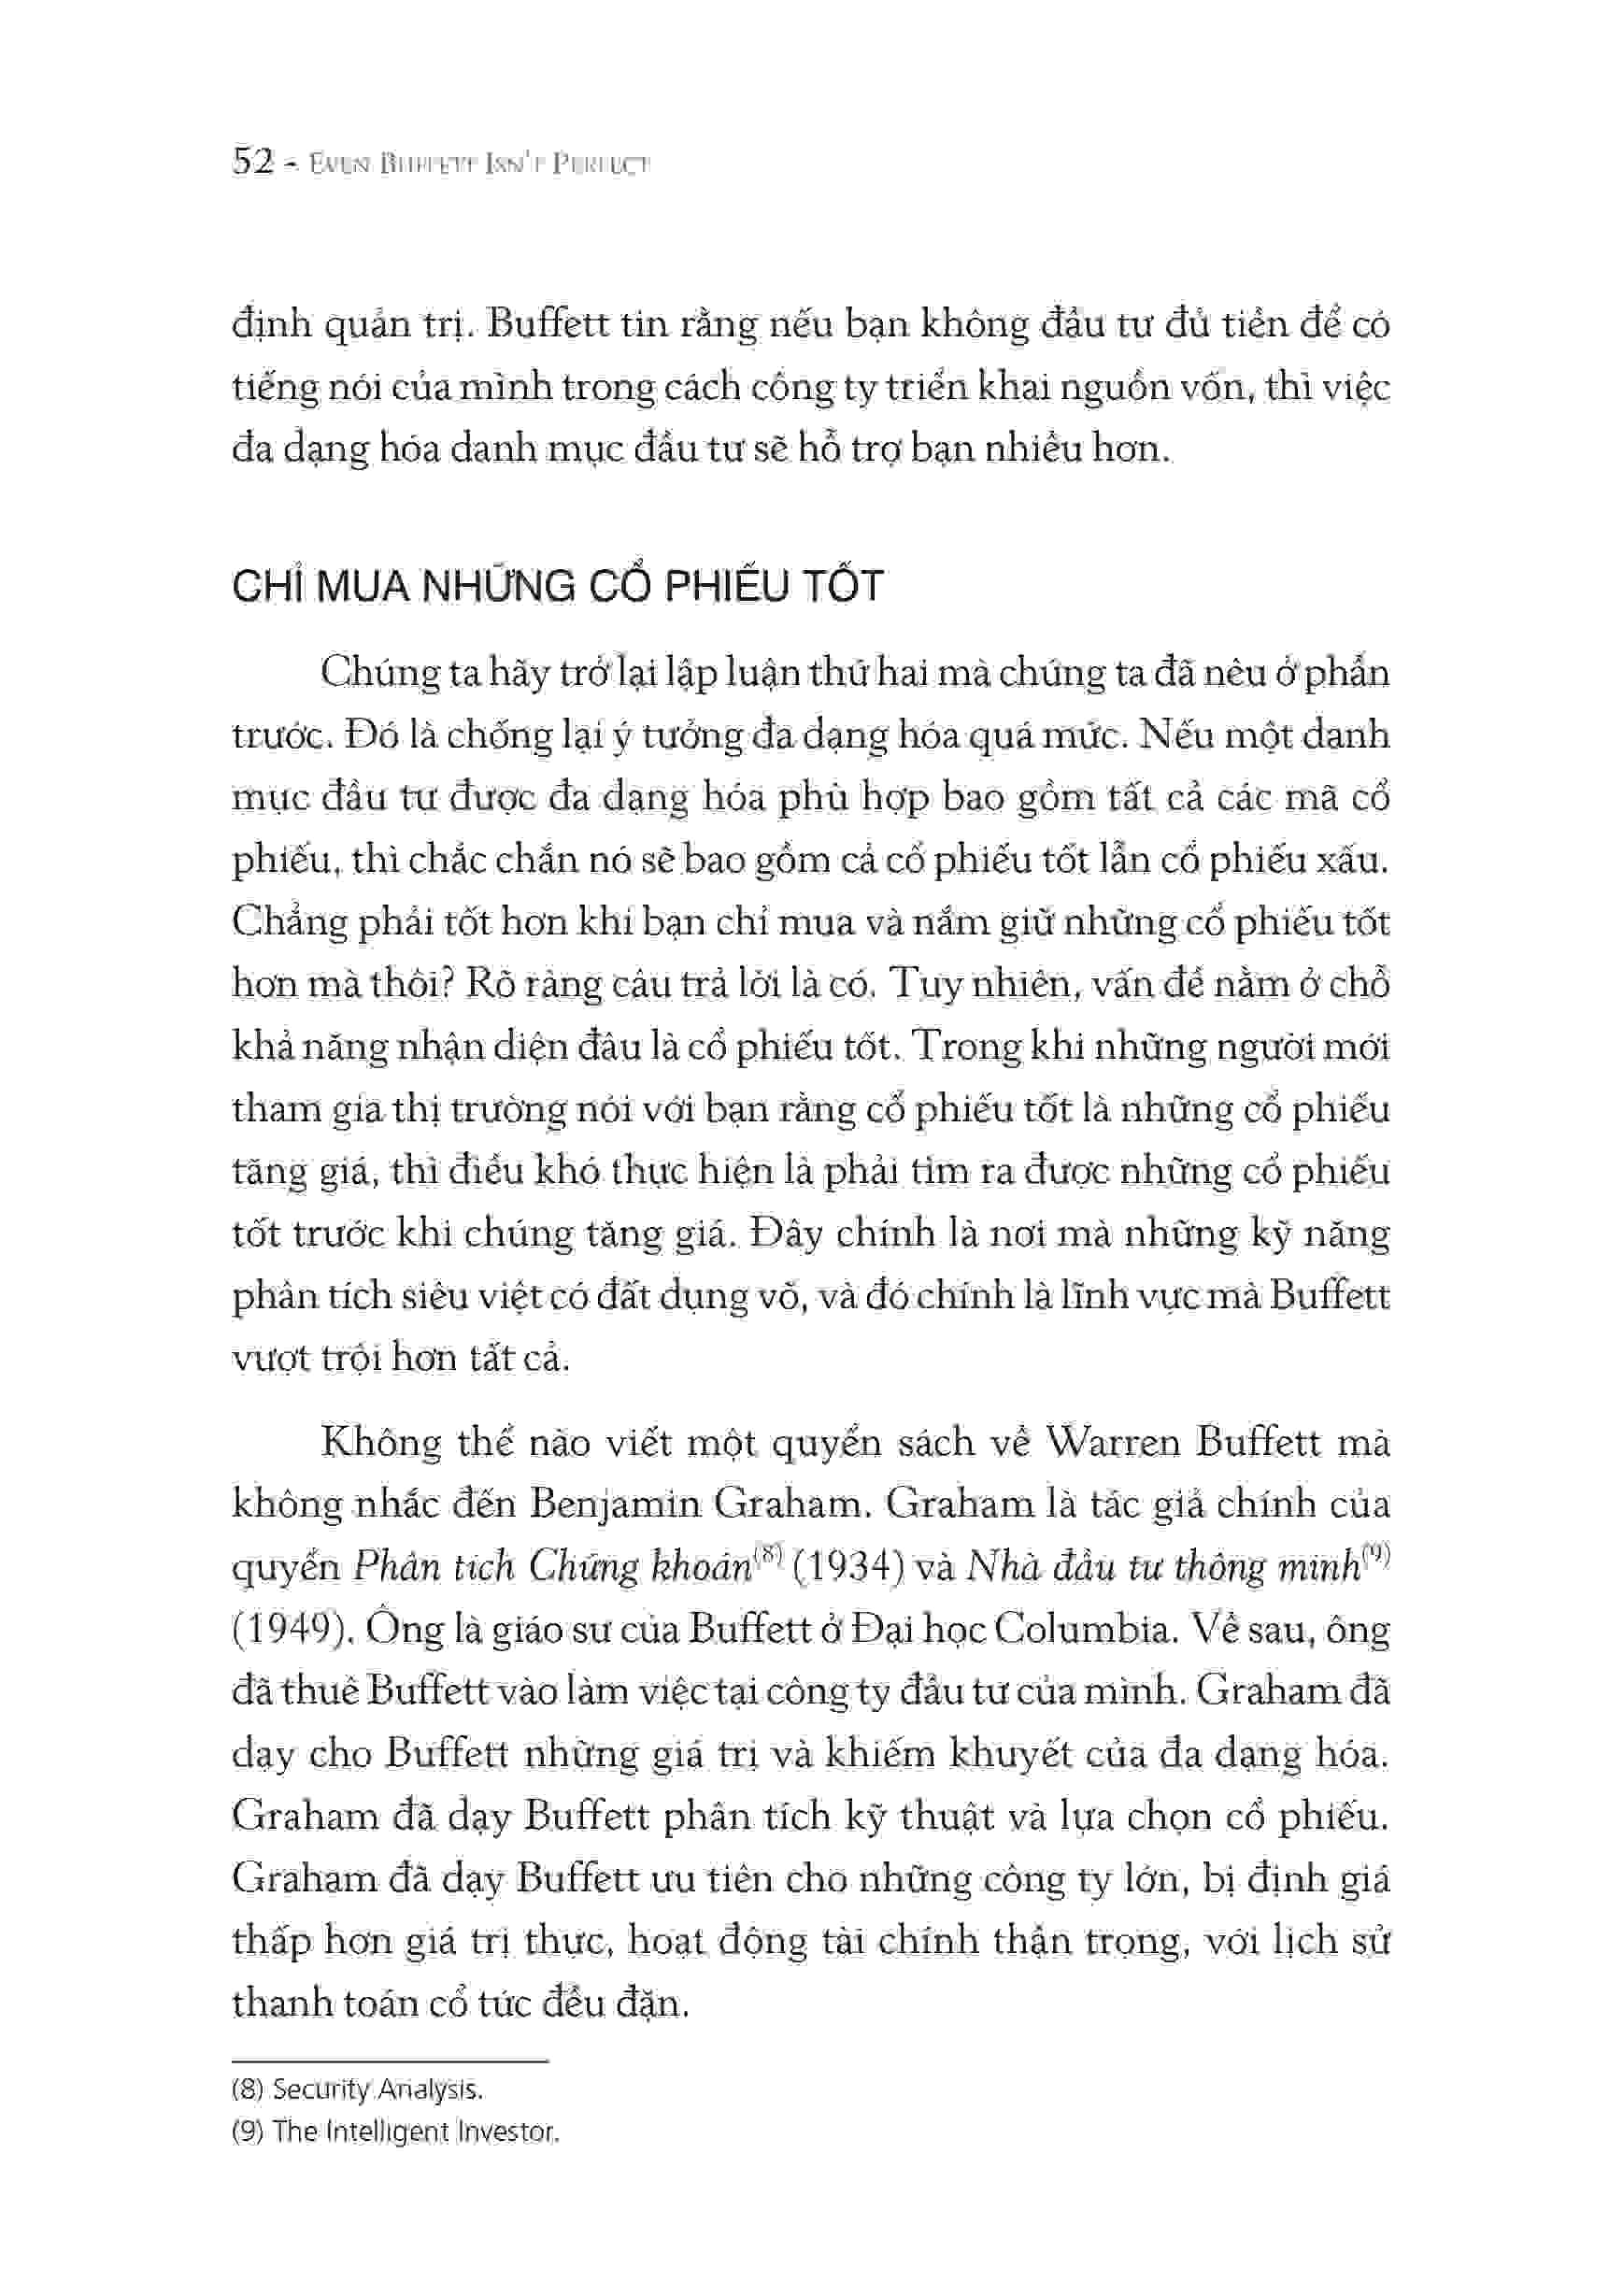 52 - EVEN BUFFETT ISN'T PERFECT
định quản trị. Buffett tin rằng nếu bạn không đầu tư đủ tiền để có
tiếng nói của mình trong cách công ty triển khai nguồn vốn, thì việc
đa dạng hóa danh mục đầu tư sẽ hỗ trợ bạn nhiều hơn.
CHỈ MUA NHỮNG CỔ PHIẾU TỐT
Chúng ta hãy trở lại lập luận thứ hai mà chúng ta đã nêu ở phần
trước. Đó là chống lại ý tưởng đa dạng hóa quá mức. Nếu một danh
mục đầu tư được đa dạng hóa phù hợp bao gồm tất cả các mã cổ
phiếu, thì chắc chắn nó sẽ bao gồm cả cổ phiếu tốt lẫn cổ phiếu xấu.
Chẳng phải tốt hơn khi bạn chỉ mua và nắm giữ những cổ phiếu tốt
hơn mà thôi? Rõ ràng câu trả lời là có. Tuy nhiên, vấn đề nằm ở chỗ
khả năng nhận diện đâu là cổ phiếu tốt. Trong khi những người mới
tham gia thị trường nói với bạn rằng cổ phiếu tốt là những cổ phiếu
tăng giá, thì điều khó thực hiện là phải tìm ra được những cổ phiếu
tốt trước khi chúng tăng giá. Đây chính là nơi mà những kỹ năng
phân tích siêu việt có đất dụng võ, và đó chính là lĩnh vực mà Buffett
vượt trội hơn tất cả.
Không thể nào viết một quyển sách về Warren Buffett mà
không nhắc đến Benjamin Graham. Graham là tác giả chính của
quyển Phân tích Chứng khoán(8) (1934) và Nhà đầu tư thông minh(9)
(1949). Ông là giáo sư của Buffett ở Đại học Columbia. Về sau, ông
đã thuê Buffett vào làm việc tại công ty đầu tư của mình. Graham đã
dạy cho Buffett những giá trị và khiếm khuyết của đa dạng hóa.
Graham đã dạy Buffett phân tích kỹ thuật và lựa chọn cổ phiếu.
Graham đã dạy Buffett ưu tiên cho những công ty lớn, bị định giá
thấp hơn giá trị thực, hoạt động tài chính thận trọng, với lịch sử
thanh toán cổ tức đều đặn.
(8) Security Analysis.
(9) The Intelligent Investor.